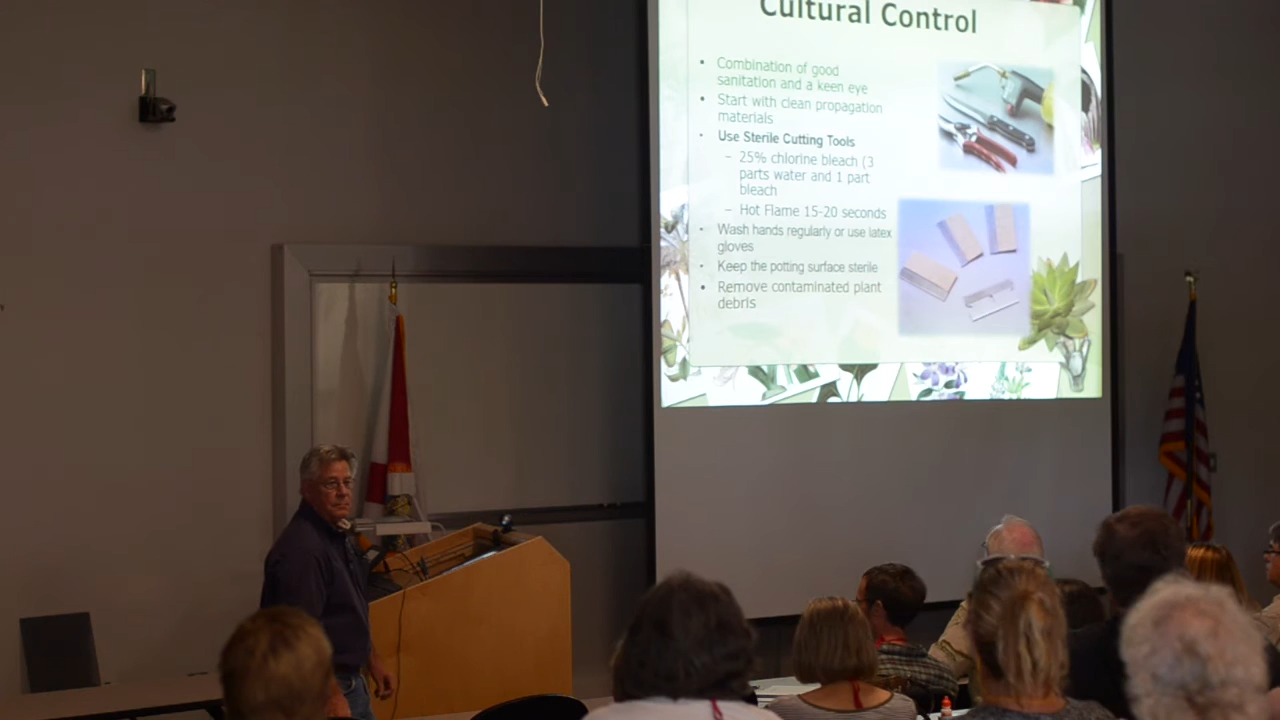 Cultural Control
• Combination of good
sanitation and a keen eye
• Start with clean propagation
materials
• Use Sterile Cutting Tools
– 25% chlorine bleach (3
parts water and 1 part
bleach
– Hot Flame 15-20 seconds
• Wash hands regularly or use latex
gloves
• Keep the potting surface sterile
• Remove contaminated plant
debris